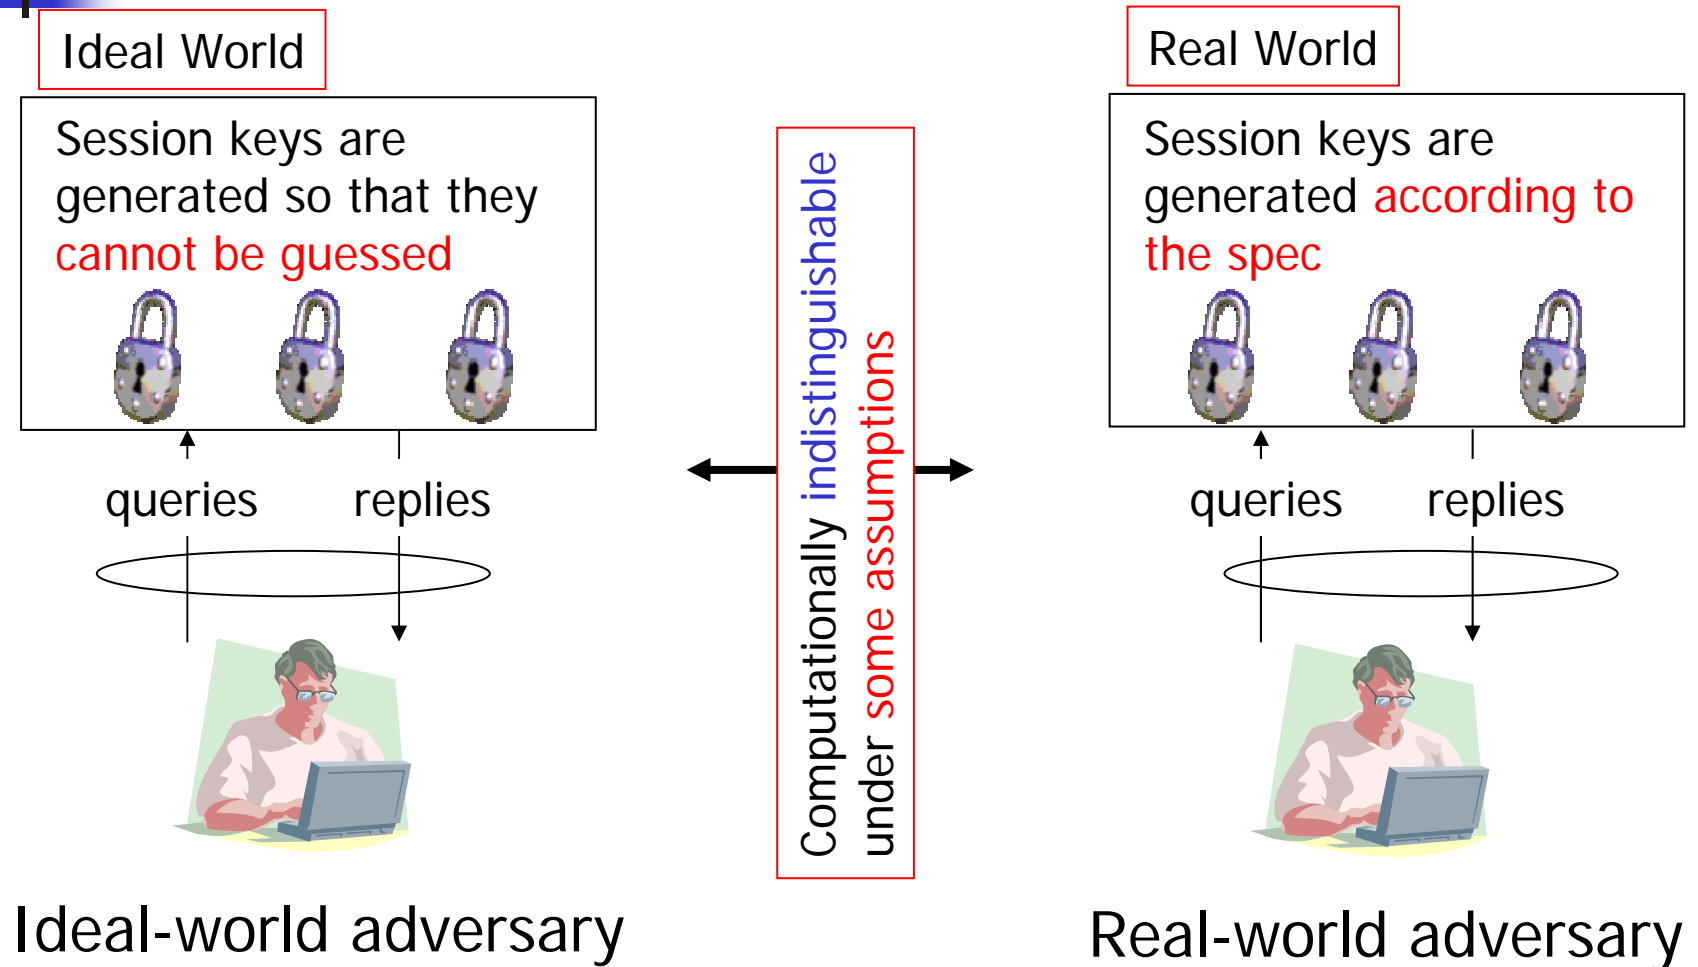 Ideal World
Session keys are
generated so that they
cannot be guessed
queries replies
Ideal-world adversary
Computationally indistinguishable
under some assumptions
Real World
Session keys are
generated according to
the spec
queries replies
Real-world adversary